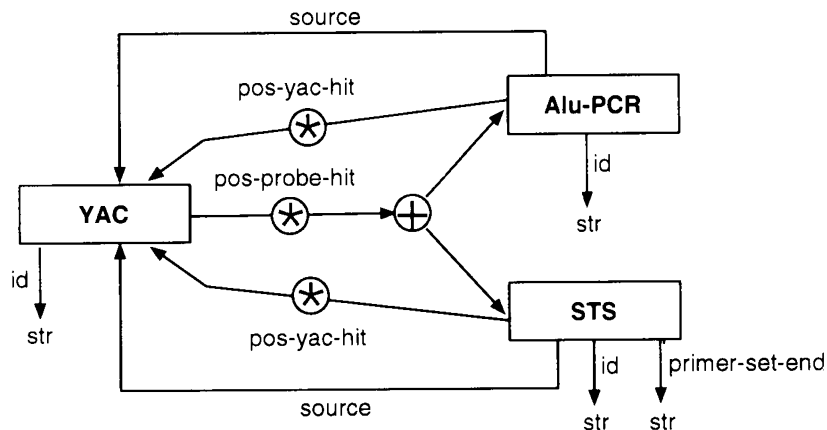 source
pos-yac-hit
Alu-PCR
id
str
pos-probe-hit
YAC
id
str
pos-yac-hit
STS
id
primer-set-end
str
str
source